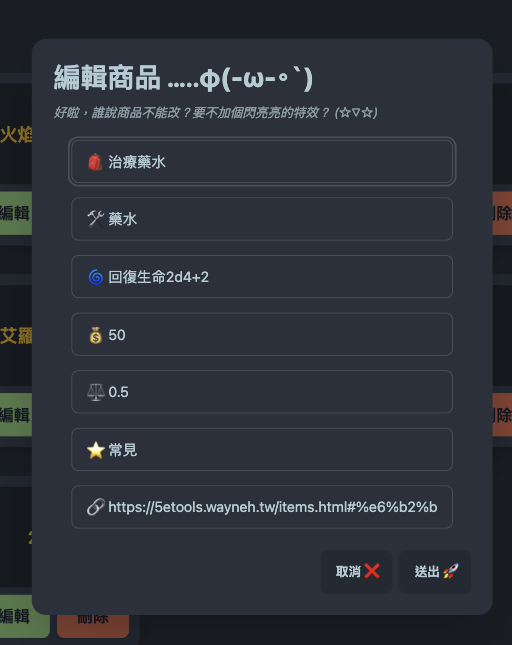 編輯商品 .....φ(-ω-∘`)
好啦，誰說商品不能改？要不加個閃亮亮的特效？ (☆▽☆)
火焰
編輯
刪除
🎒 治療藥水
🛠️ 藥水
🌀 回復生命2d4+2
艾羅
💰 50
⚖️ 0.5
編輯
刪除
⭐ 常見
🔗 https://5etools.wayneh.tw/items.html#%e6%b2%b
取消❌
送出🚀
編輯
刪除